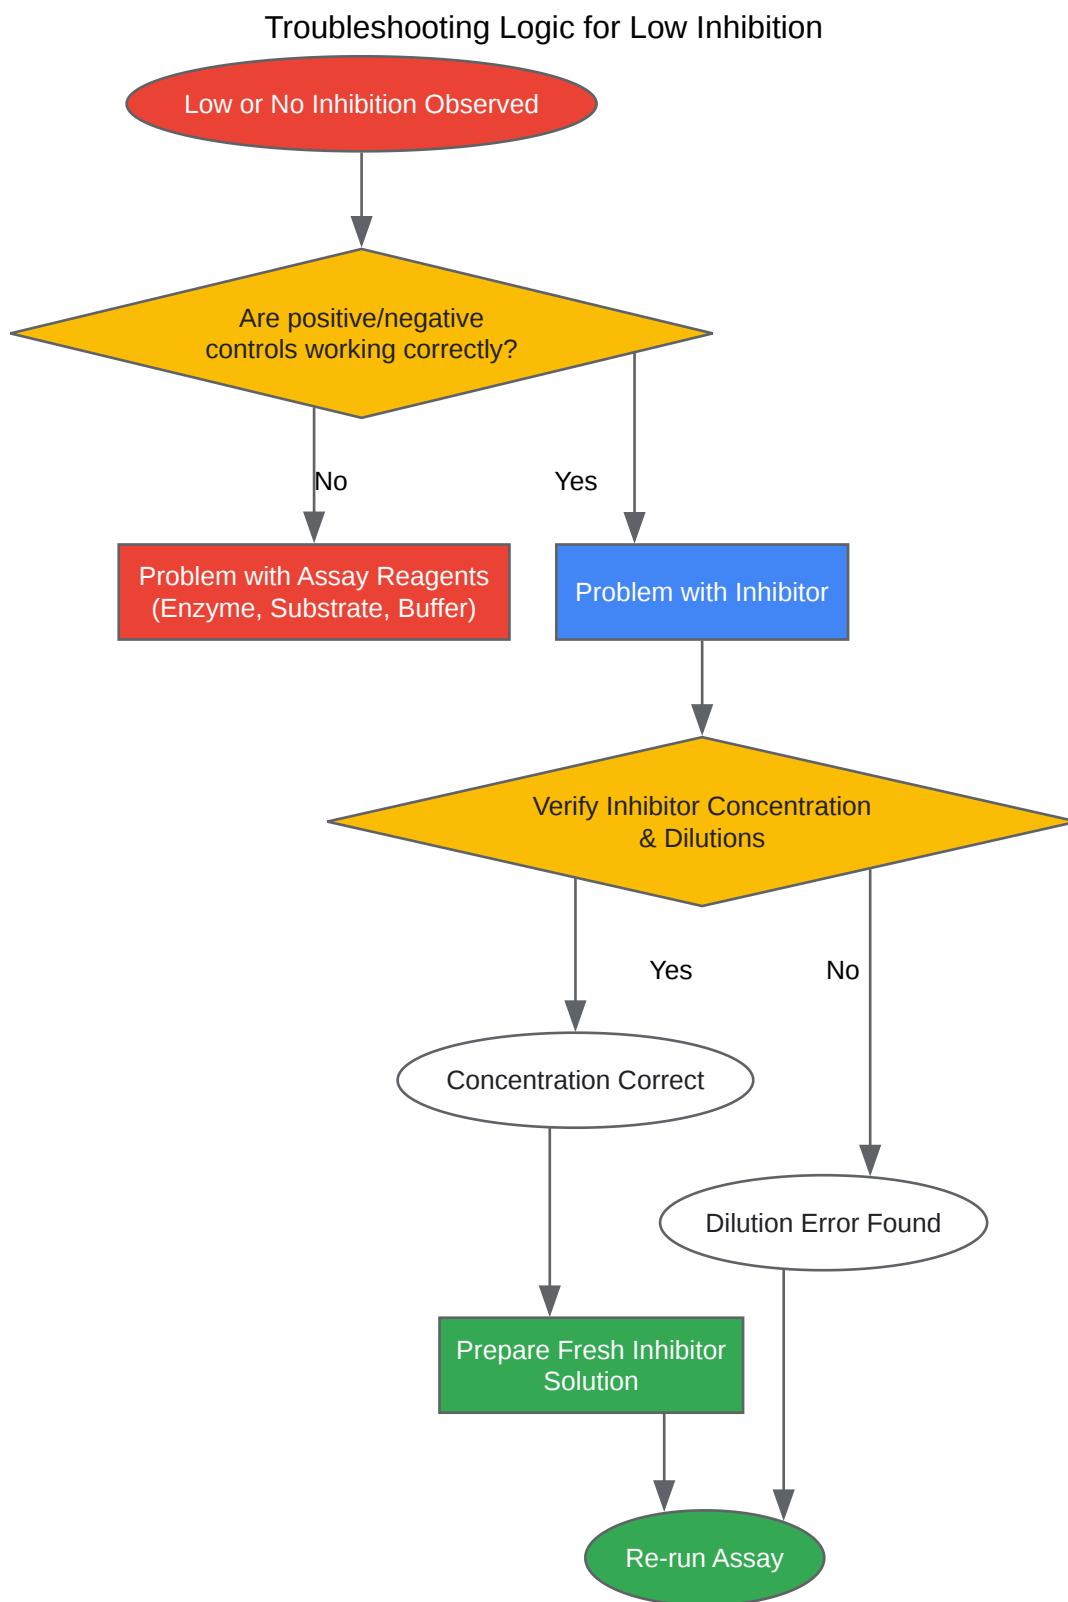 Troubleshooting Logic for Low Inhibition
Low or No Inhibition Observed
Are positive/negative
controls working correctly?
No
Yes
Problem with Assay Reagents
(Enzyme, Substrate, Buffer)
Problem with Inhibitor
Verify Inhibitor Concentration
& Dilutions
Yes
No
Concentration Correct
Dilution Error Found
Prepare Fresh Inhibitor
Solution
Re-run Assay